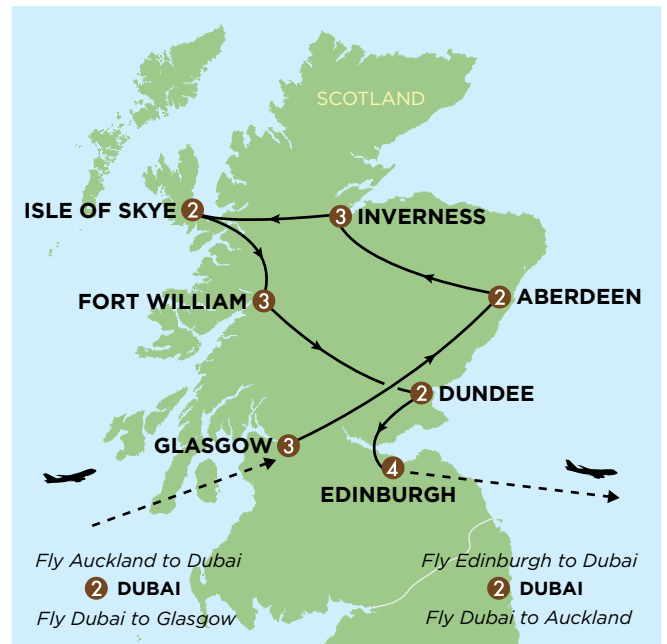 SCOTLAND
ISLE OF SKYE 2
3 INVERNESS
FORT WILLIAM 3
2 ABERDEEN
2 DUNDEE
GLASGOW 3
4
EDINBURGH
Fly Auckland to Dubai
2 DUBAI
Fly Dubai to Glasgow
Fly Edinburgh to Dubai
2 DUBAI
Fly Dubai to Auckland